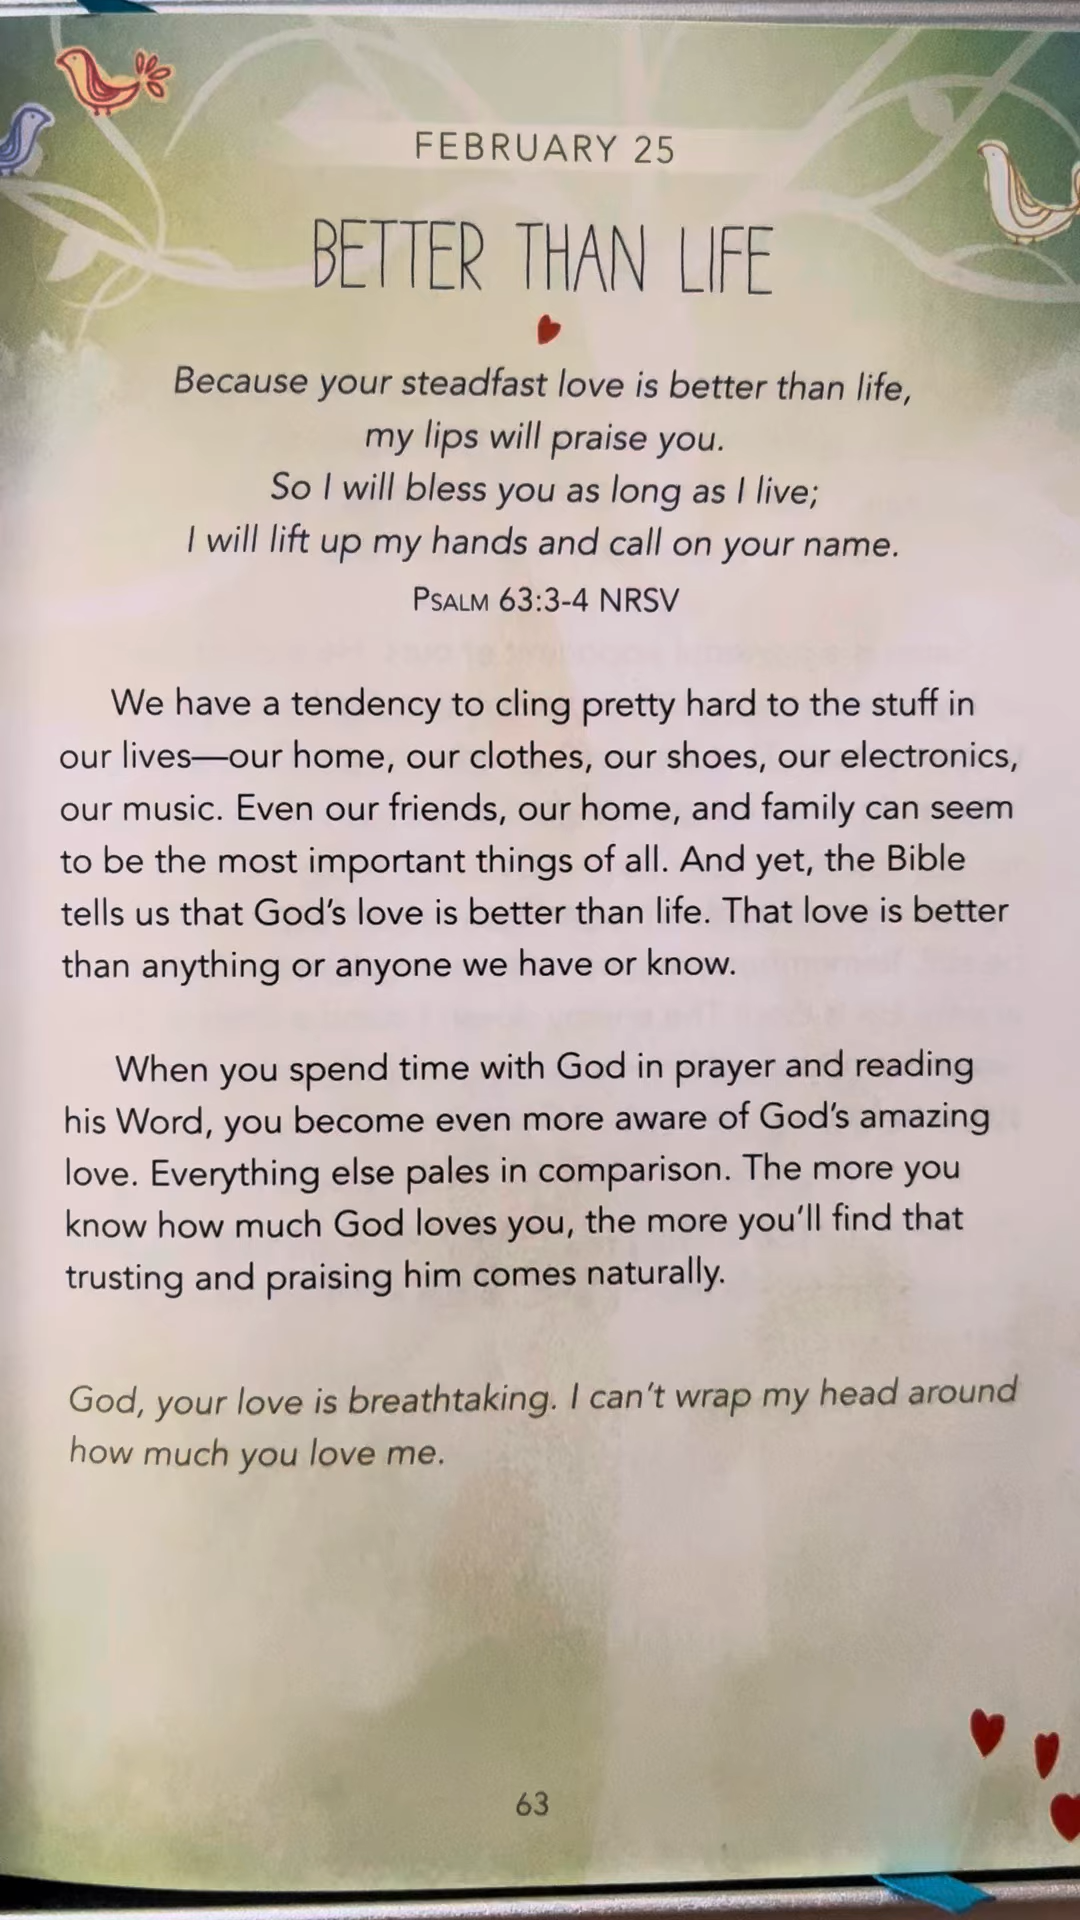 FEBRUARY 25
BETTER THAN LIFE
Because your steadfast love is better than life,
my lips will praise you.
So I will bless you as long as I live;
I will lift up my hands and call on your name.
PSALM 63:3-4 NRSV
We have a tendency to cling pretty hard to the stuff in
our lives—our home, our clothes, our shoes, our electronics,
our music. Even our friends, our home, and family can seem
to be the most important things of all. And yet, the Bible
tells us that God's love is better than life. That love is better
than anything or anyone we have or know.
When you spend time with God in prayer and reading
his Word, you become even more aware of God's amazing
love. Everything else pales in comparison. The more you
know how much God loves you, the more you'll find that
trusting and praising him comes naturally.
God, your love is breathtaking. I can't wrap my head around
how much you love me.
63